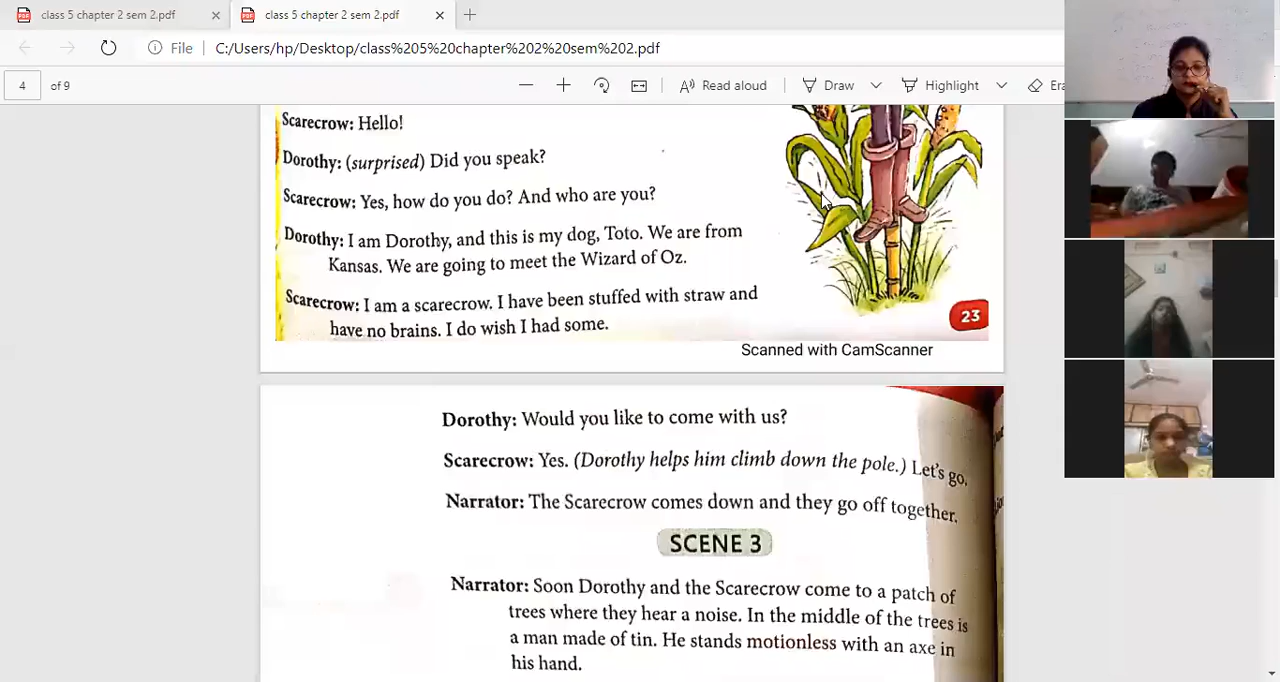 class 5 chapter 2 sem 2.pdf
class 5 chapter 2 sem 2.pdf
File
C:/Users/hp/Desktop/class%205%20chapter%202%20sem%202.pdf
4 of 9
Read aloud
Draw
Highlight
Era
Scarecrow: Hello!
Dorothy: (surprised) Did you speak?
Scarecrow: Yes, how do you do? And who are you?
Dorothy: I am Dorothy, and this is my dog, Toto. We are from
Kansas. We are going to meet the Wizard of Oz.
Scarecrow: I am a scarecrow. I have been stuffed with straw and
have no brains. I do wish I had some.
23
Scanned with CamScanner
Dorothy: Would you like to come with us?
Scarecrow: Yes. (Dorothy helps him climb down the pole.) Let's go.
Narrator: The Scarecrow comes down and they go off together.
SCENE 3
Narrator: Soon Dorothy and the Scarecrow come to a patch of
trees where they hear a noise. In the middle of the trees is
a man made of tin. He stands motionless with an axe in
his hand.